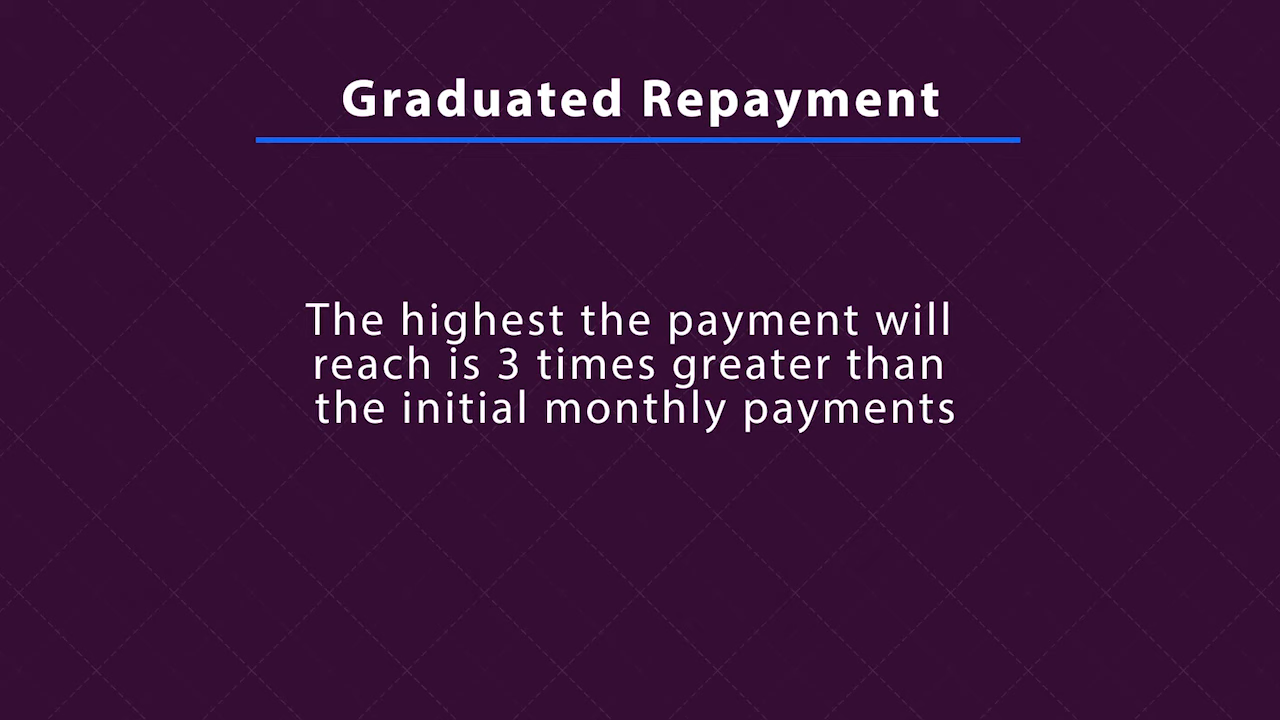 Graduated Repayment
The highest the payment will
reach is 3 times greater than
the initial monthly payments